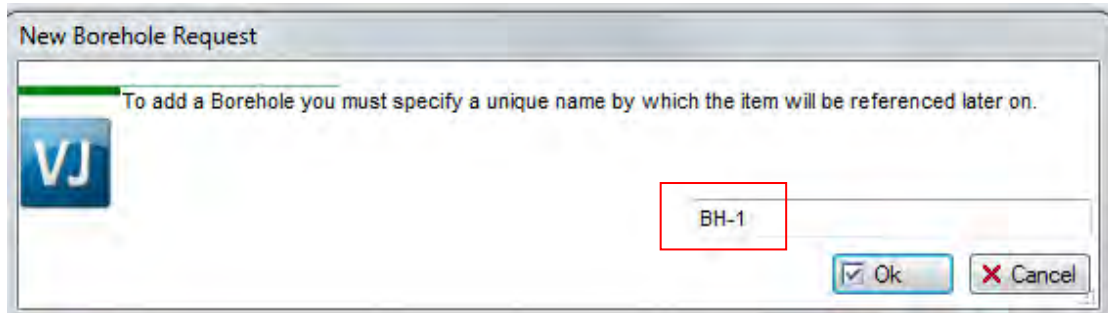 New Borehole Request
To add a Borehole you must specify a unique name by which the item will be referenced later on.
VJ
BH-1
Ok
Cancel